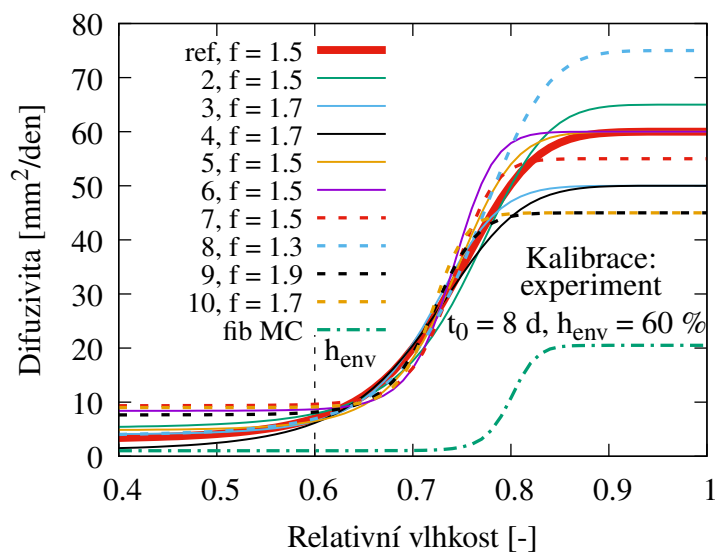 80
70
60
50
40
30
20
10
0
Difuzivita [mm²/den]
ref, f = 1.5
2, f = 1.5
3, f = 1.7
4, f = 1.7
5, f = 1.5
6, f = 1.5
7, f = 1.5
8, f = 1.3
9, f = 1.9
10, f = 1.7
fib MC
h_env
Kalibrace:
experiment
t_0 = 8 d, h_env = 60 %
0.4 0.5 0.6 0.7 0.8 0.9 1
Relativní vlhkost [-]